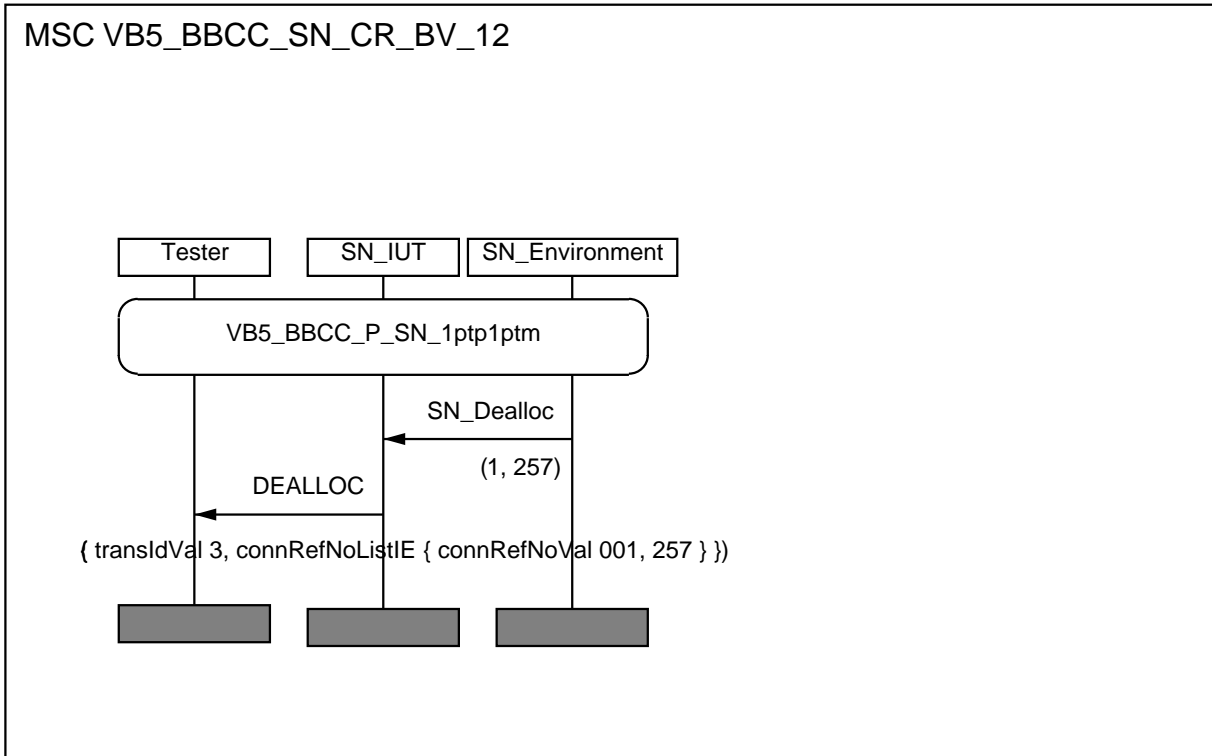 MSC VB5_BBCC_SN_CR_BV_12
Tester SN_IUT SN_Environment
VB5_BBCC_P_SN_1ptp1ptm
SN_Dealloc
(1, 257)
DEALLOC
( { transIdVal 3, connRefNoListIE { connRefNoVal 001, 257 } })